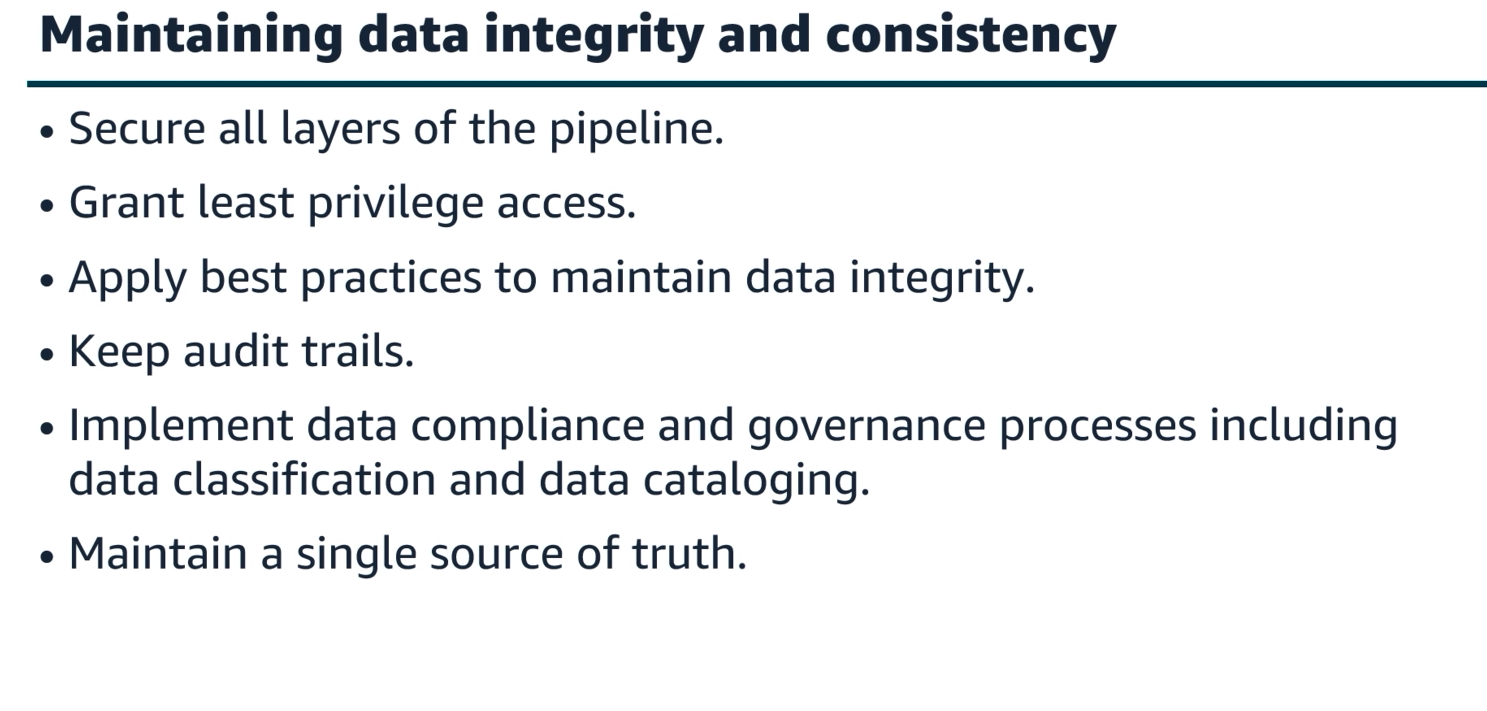 Maintaining data integrity and consistency
• Secure all layers of the pipeline.
• Grant least privilege access.
• Apply best practices to maintain data integrity.
• Keep audit trails.
• Implement data compliance and governance processes including
data classification and data cataloging.
• Maintain a single source of truth.